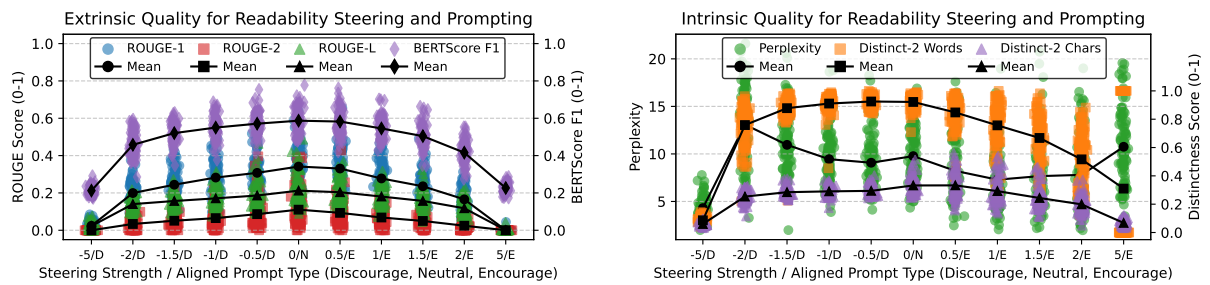 Extrinsic Quality for Readability Steering and Prompting
ROUGE-1 ROUGE-2 ROUGE-L BERTScore F1
Mean Mean Mean Mean
ROUGE Score (0-1)
1.0
0.8
0.6
0.4
0.2
0.0
1.0
0.8
0.6
0.4
0.2
0.0
BERTScore F1 (0-1)
-5/D -2/D -1.5/D -1/D -0.5/D 0/N 0.5/E 1/E 1.5/E 2/E 5/E
Steering Strength / Aligned Prompt Type (Discourage, Neutral, Encourage)
Intrinsic Quality for Readability Steering and Prompting
Perplexity Distinct-2 Words Distinct-2 Chars
Mean Mean Mean
Perplexity
20
15
10
5
1.0
0.8
0.6
0.4
0.2
0.0
Distinctness Score (0-1)
-5/D -2/D -1.5/D -1/D -0.5/D 0/N 0.5/E 1/E 1.5/E 2/E 5/E
Steering Strength / Aligned Prompt Type (Discourage, Neutral, Encourage)